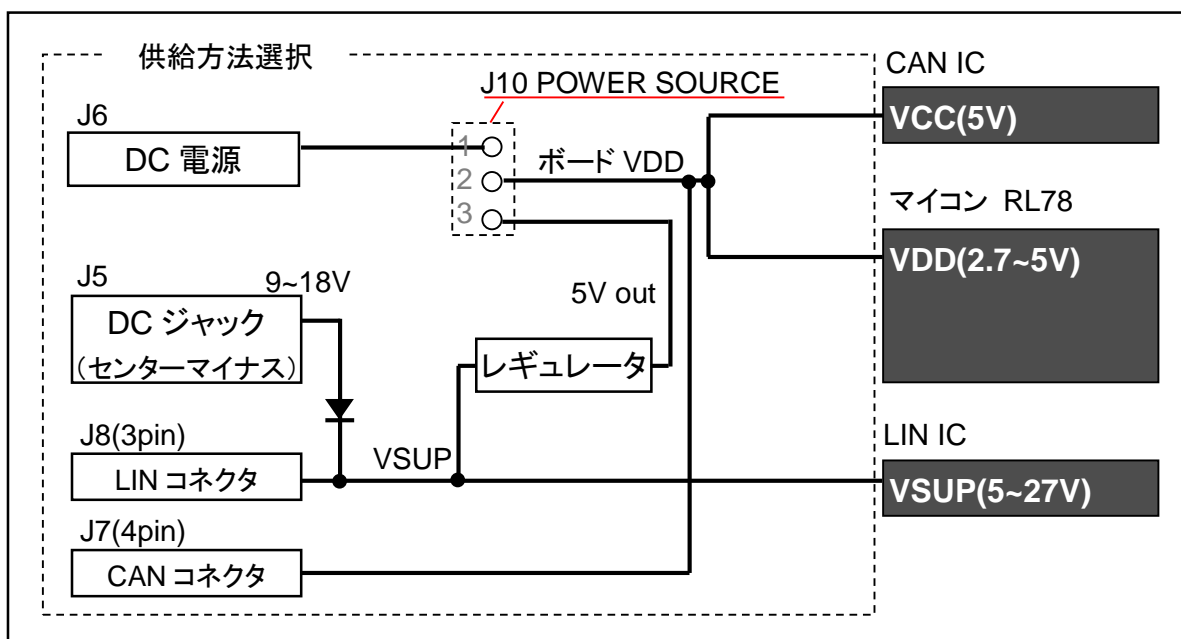 供給方法選択
J10 POWER SOURCE
J6
DC 電源
1
2
3
ボード VDD
J5
9~18V
DC ジャック
(センターマイナス)
5V out
レギュレータ
J8(3pin)
LIN コネクタ
VSUP
J7(4pin)
CAN コネクタ
CAN IC
VCC(5V)
マイコン RL78
VDD(2.7~5V)
LIN IC
VSUP(5~27V)